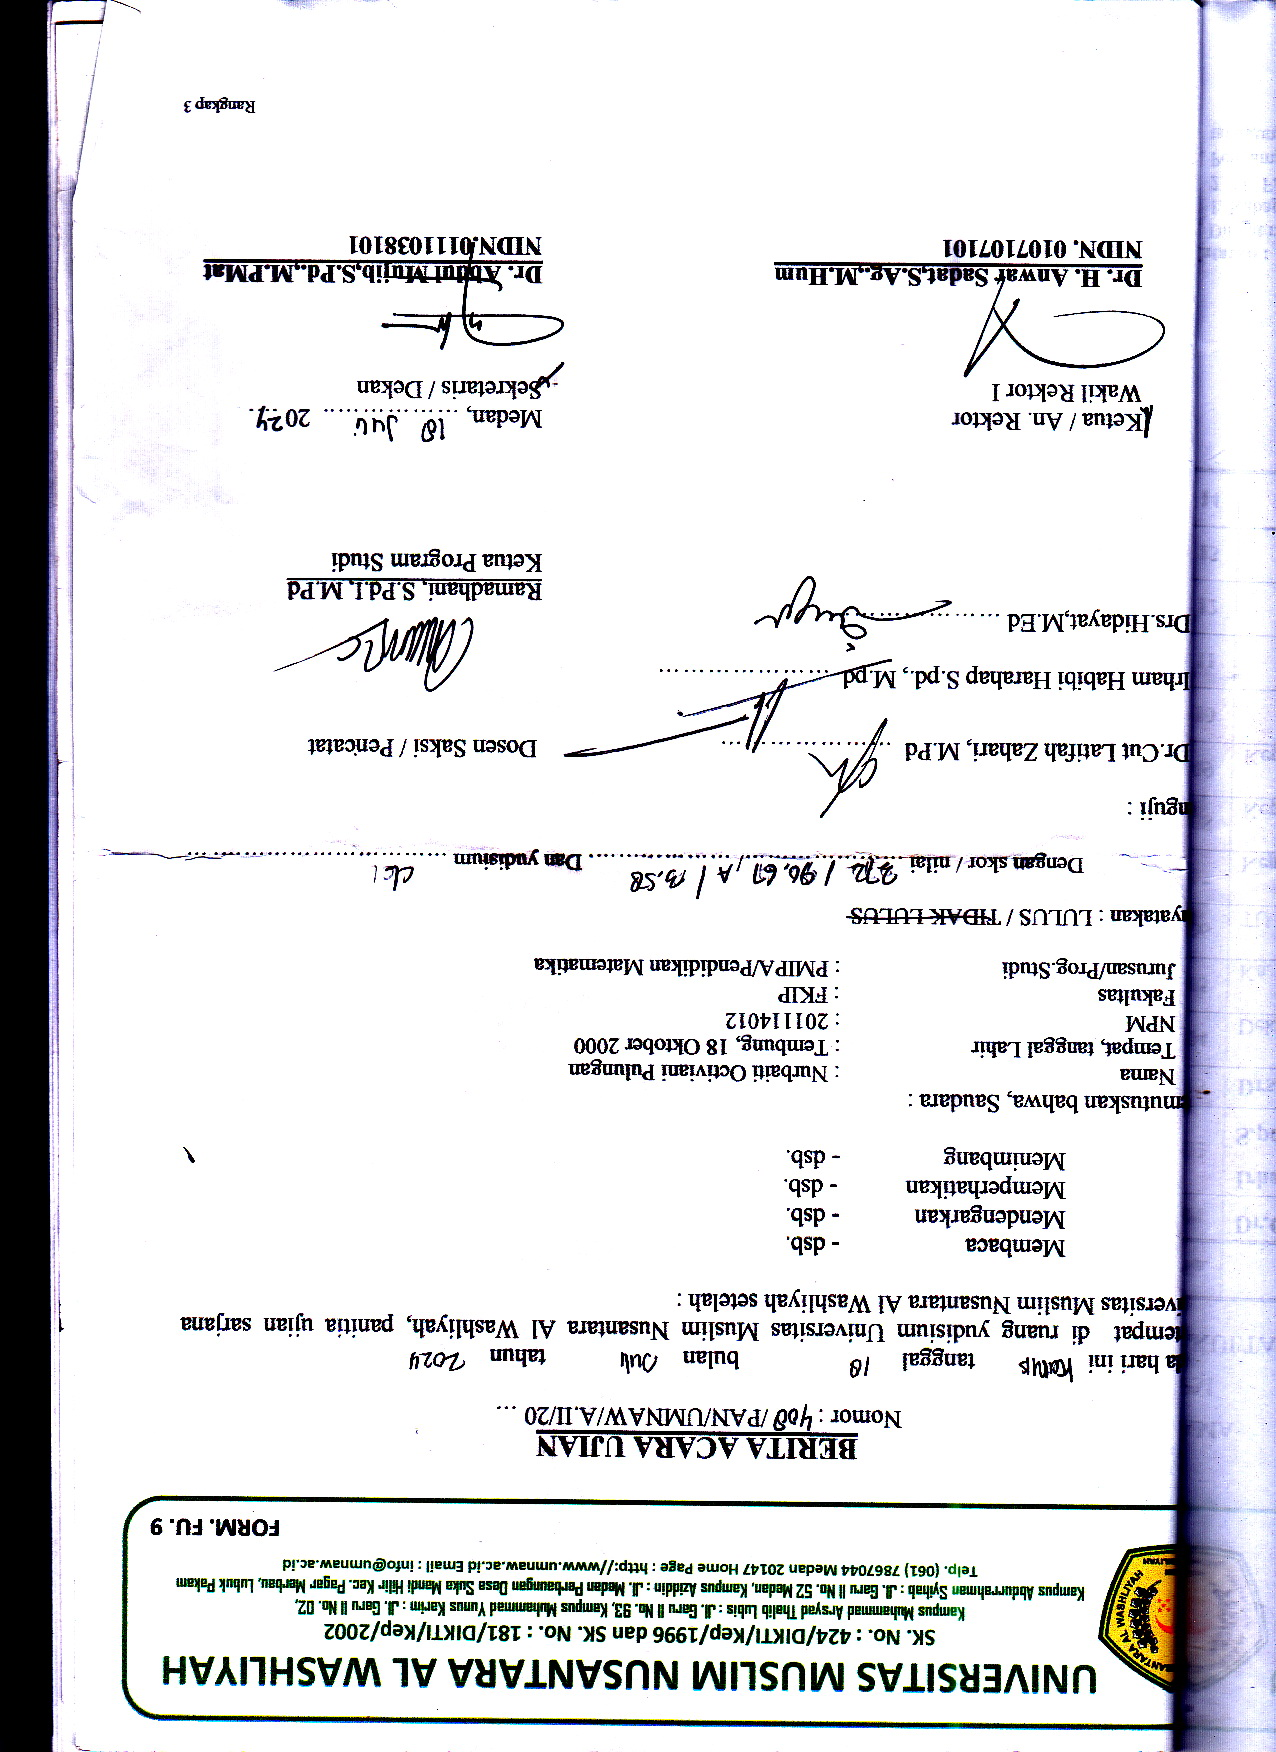 UNIVERSITAS MUSLIM NUSANTARA AL WASHLIYAH
SK. No. : 424/DIKTI/Kep/1996 dan SK. No. : 181/DIKTI/Kep/2002
Kampus Muhammad Arsyad Thalib Lubis : Jl. Garu II No. 93, Kampus Muhammad Yunus Karim : Jl. Garu II No. 02,
Kampus Abdurrahman Syihab : Jl. Garu II No. 52 Medan, Kampus Aziddin : Jl. Medan Perbaungan Desa Suka Mandi Hilir Kec. Pagar Merbau, Lubuk Pakam
Telp. (061) 7867044 Medan 20147 Home Page : http://www.umnaw.ac.id Email : info@umnaw.ac.id
FORM. FU. 9
BERITA ACARA UJIAN
Nomor : 408 /PAN/UMNAW/A.II/20 ...
da hari ini Kamis tanggal 18 bulan Juli tahun 2024
tempat di ruang yudisium Universitas Muslim Nusantara Al Washliyah, panitia ujian sarjana
versitas Muslim Nusantara Al Washliyah setelah :
Membaca - dsb.
Mendengarkan - dsb.
Memperhatikan - dsb.
Menimbang - dsb.
mutuskan bahwa, Saudara :
Nama : Nurbaiti Octiviani Pulungan
Tempat, tanggal Lahir : Tembung, 18 Oktober 2000
NPM : 201114012
Fakultas : FKIP
Jurusan/Prog.Studi : PMIPA/Pendidikan Matematika
yatakan : LULUS / TIDAK LULUS
Dengan skor / nilai 272 / 90,67 / A / 3.58 Dan yudisium
nguji :
Dr.Cut Latifah Zahari, M.Pd Dosen Saksi / Pencatat
Irham Habibi Harahap S.pd., M.pd
Drs.Hidayat,M.Ed
Ramadhani, S.Pd.I, M.Pd
Ketua Program Studi
Ketua / An. Rektor Medan, 18 Juli 2024
Wakil Rektor I Sekretaris / Dekan
Dr. H. Anwar Sadat,S.Ag.,M.Hum Dr. Abdul Mujib,S.Pd.,M.PMat
NIDN. 0107107101 NIDN.0111038101
Rangkap 3